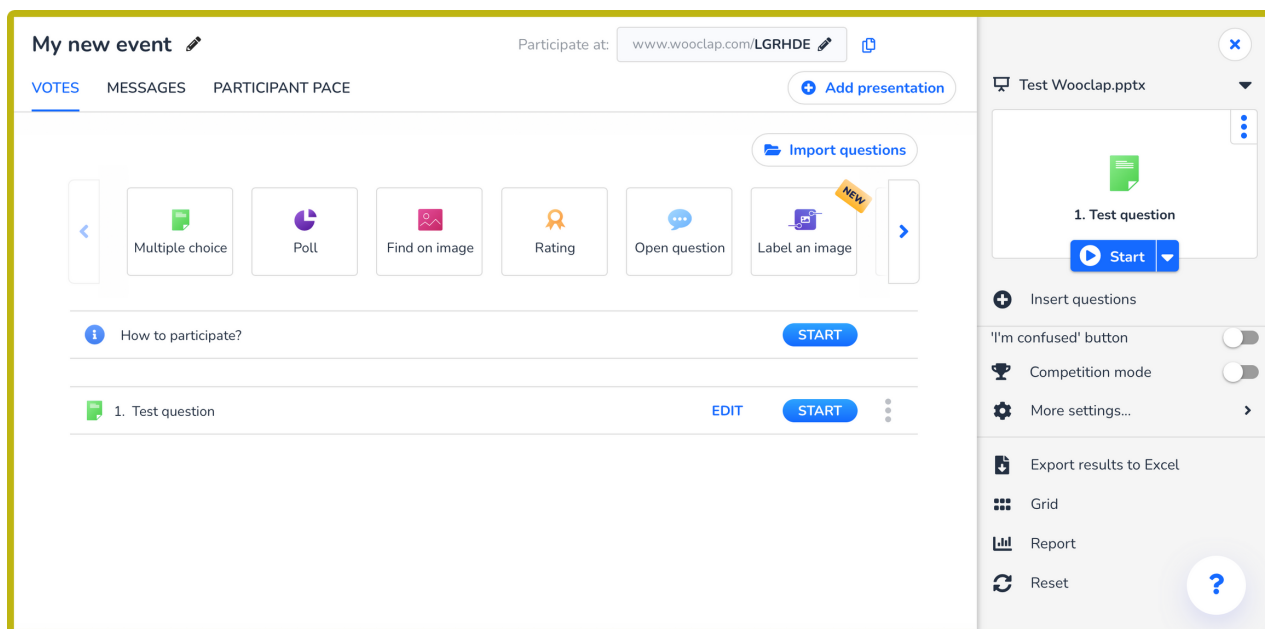 My new event
Participate at: www.wooclap.com/LGRHDE
VOTES MESSAGES PARTICIPANT PACE
Add presentation
Import questions
Multiple choice
Poll
Find on image
Rating
Open question
NEW
Label an image
How to participate?
START
1. Test question
EDIT
START
Test Wooclap.pptx
1. Test question
Start
Insert questions
'I'm confused' button
Competition mode
More settings...
Export results to Excel
Grid
Report
Reset
?